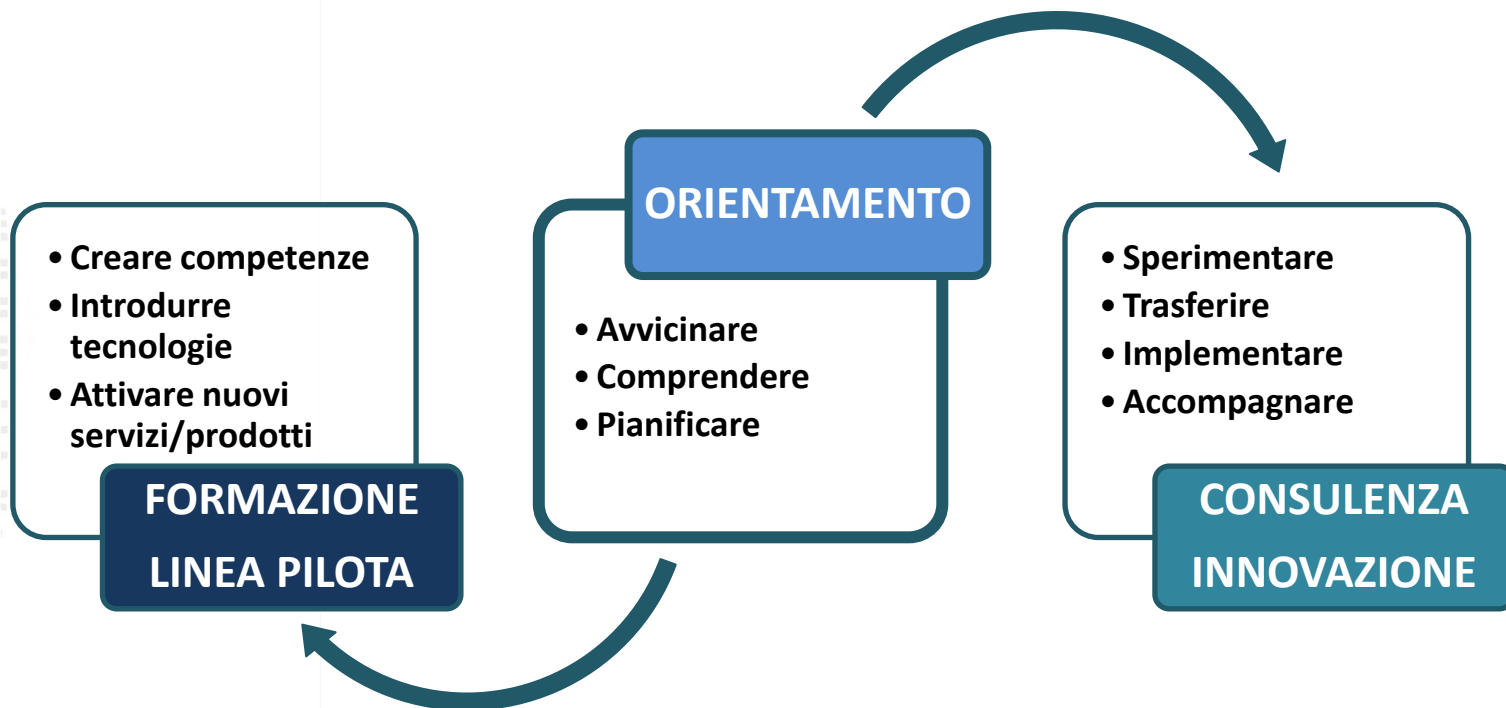 • Creare competenze
• Introdurre
tecnologie
• Attivare nuovi
servizi/prodotti
FORMAZIONE
LINEA PILOTA
ORIENTAMENTO
• Avvicinare
• Comprendere
• Pianificare
• Sperimentare
• Trasferire
• Implementare
• Accompagnare
CONSULENZA
INNOVAZIONE